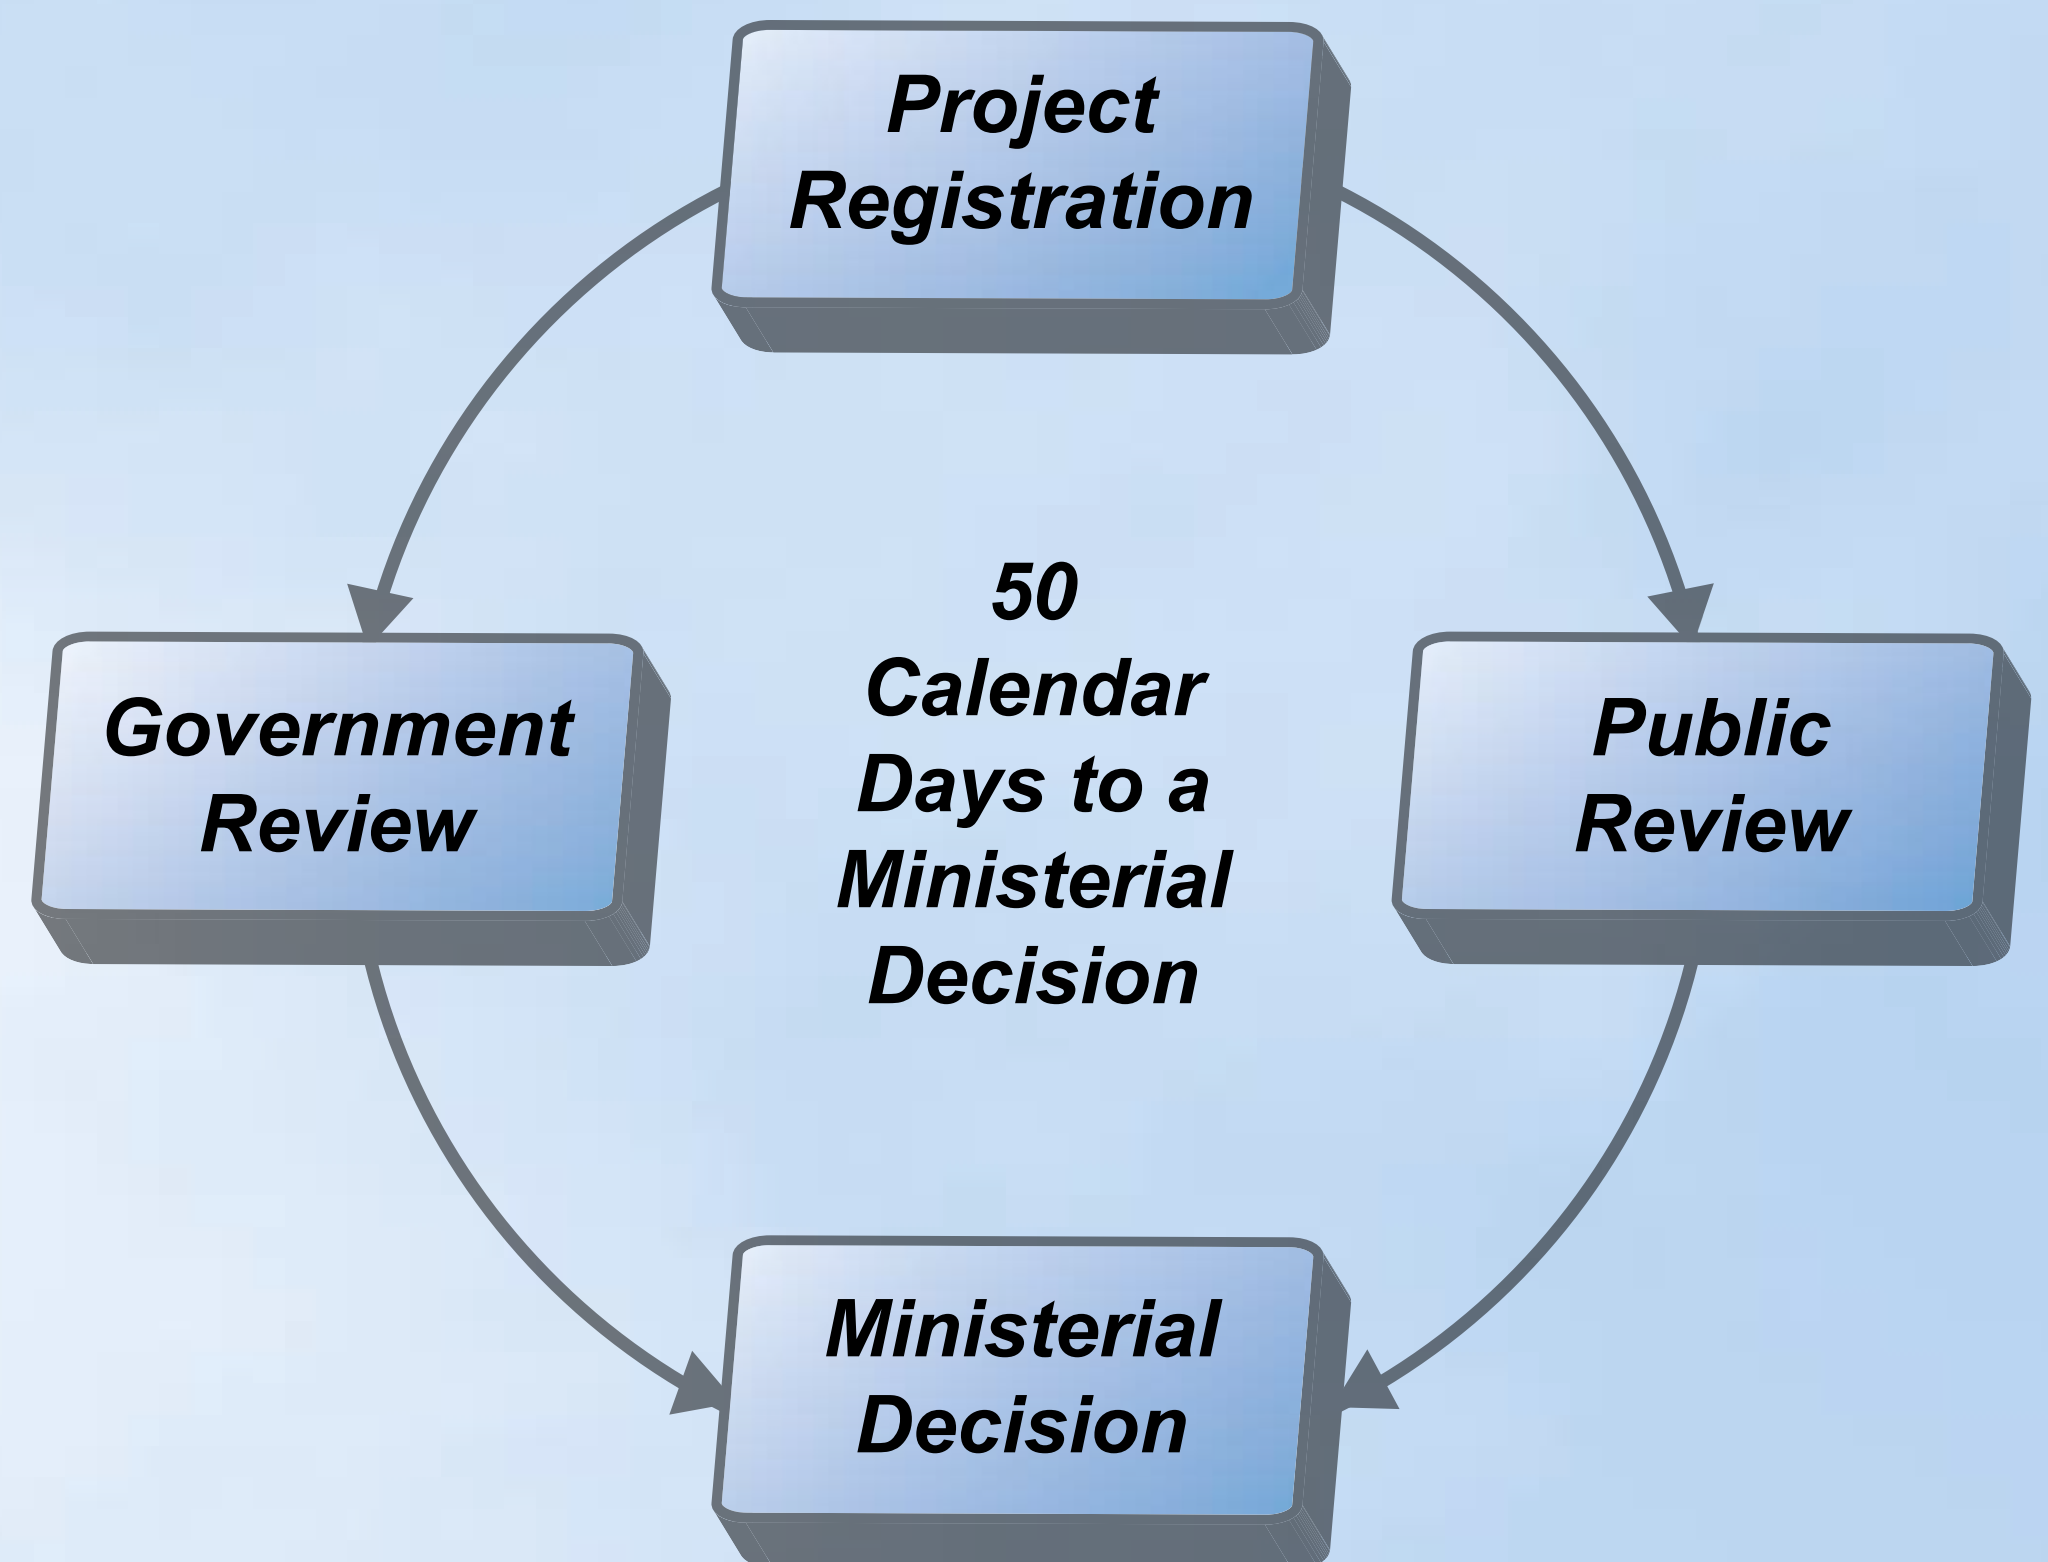 Project
Registration
50
Calendar
Days to a
Ministerial
Decision
Government
Review
Public
Review
Ministerial
Decision